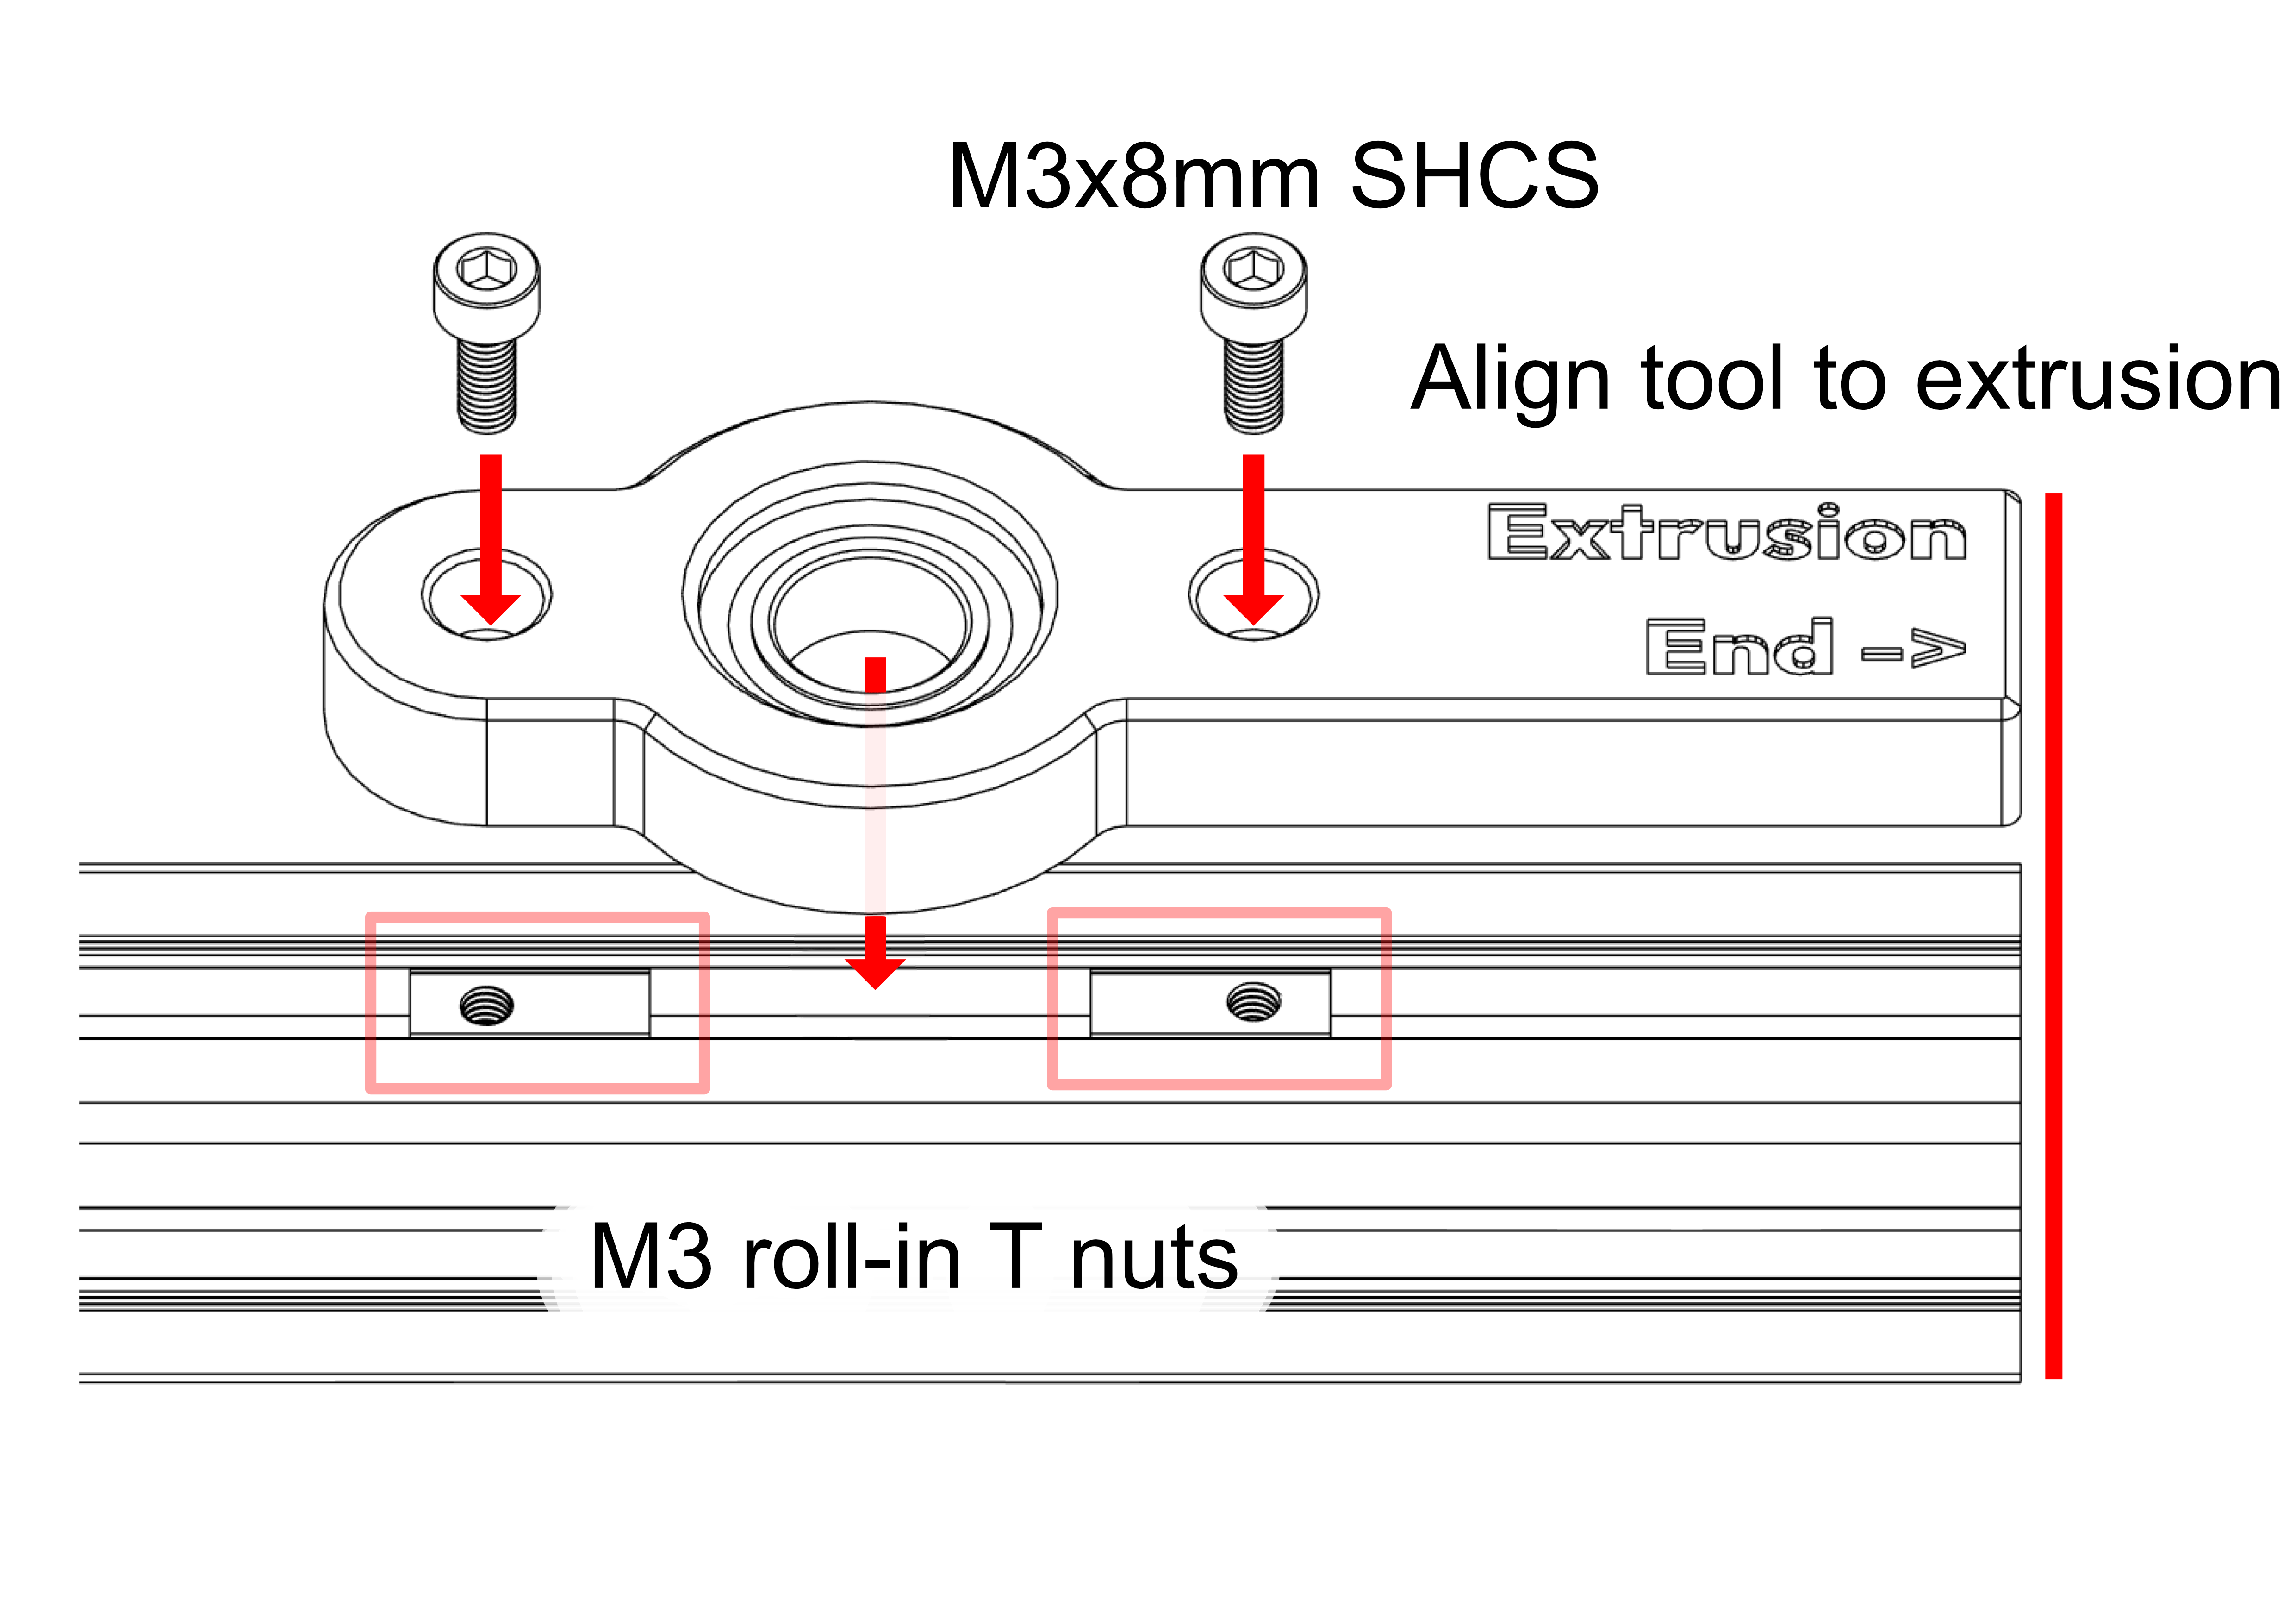 M3x8mm SHCS
Align tool to extrusion
Extrusion
End ->
M3 roll-in T nuts